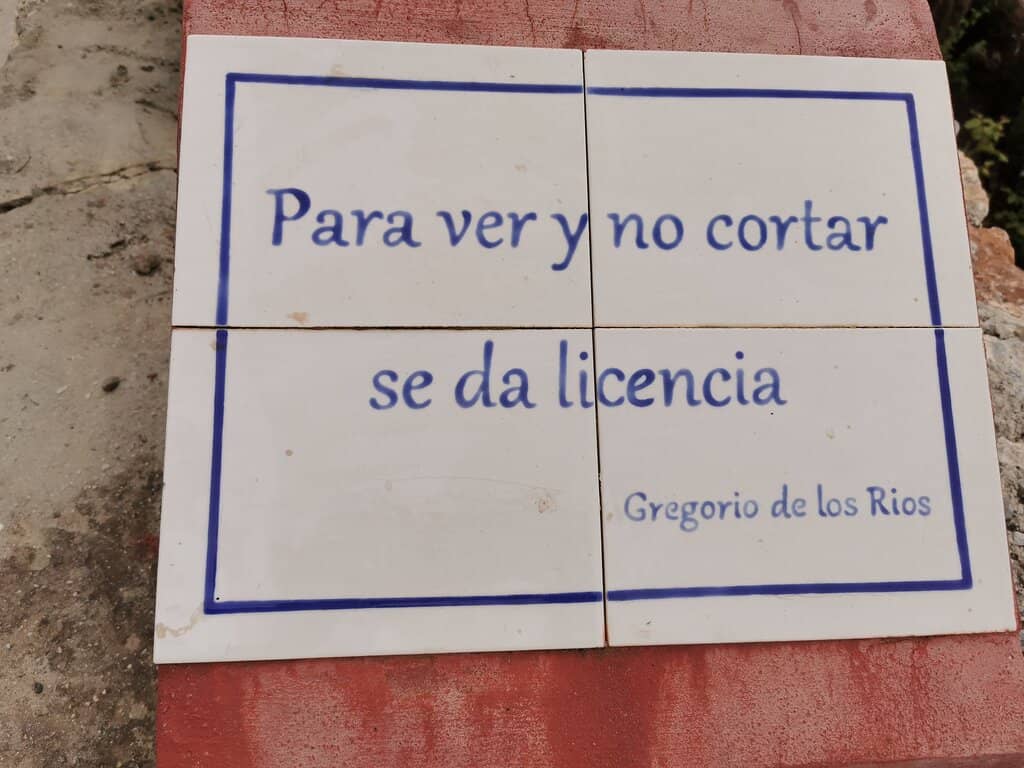 Para ver y no cortar
se da licencia
Gregorio de los Rios